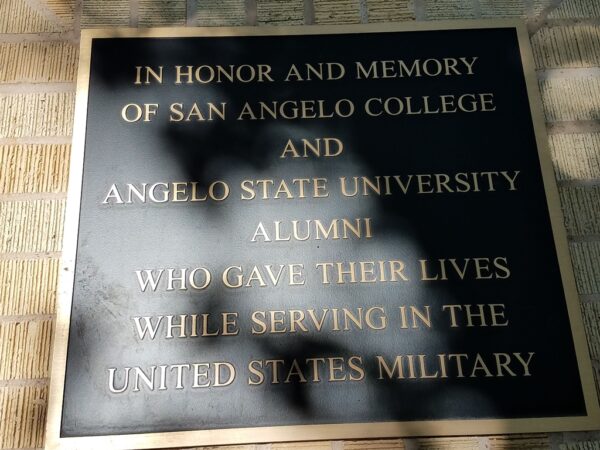 IN HONOR AND MEMORY
OF SAN ANGELO COLLEGE
AND
ANGELO STATE UNIVERSITY
ALUMNI
WHO GAVE THEIR LIVES
WHILE SERVING IN THE
UNITED STATES MILITARY